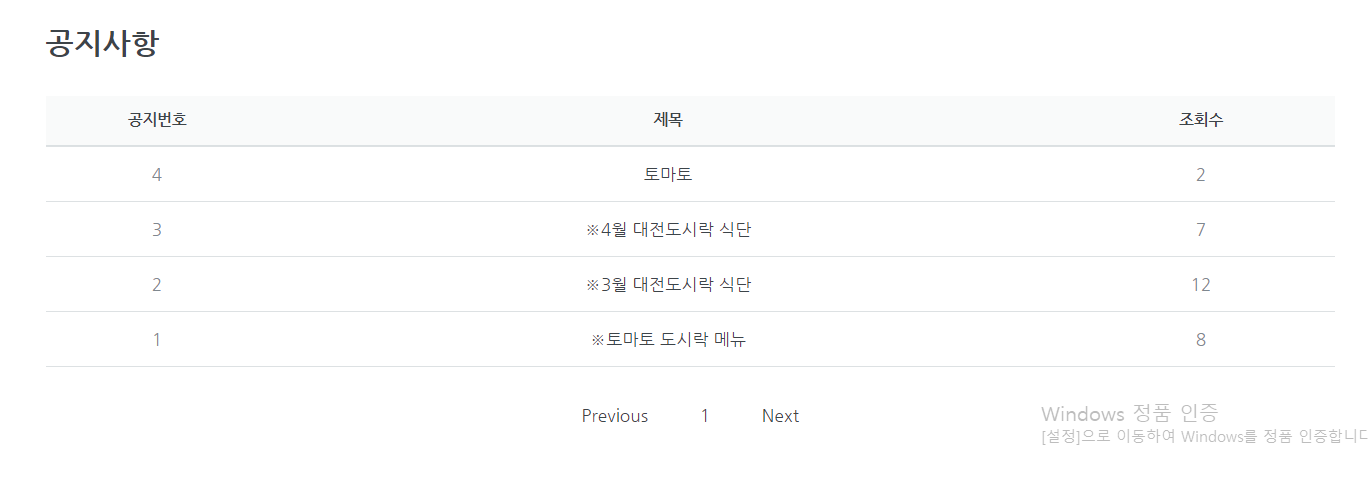 공지사항
공지번호 제목 조회수
4 토마토 2
3 ※4월 대전도시락 식단 7
2 ※3월 대전도시락 식단 12
1 ※토마토 도시락 메뉴 8
Previous 1 Next
Windows 정품 인증
[설정]으로 이동하여 Windows를 정품 인증합니다